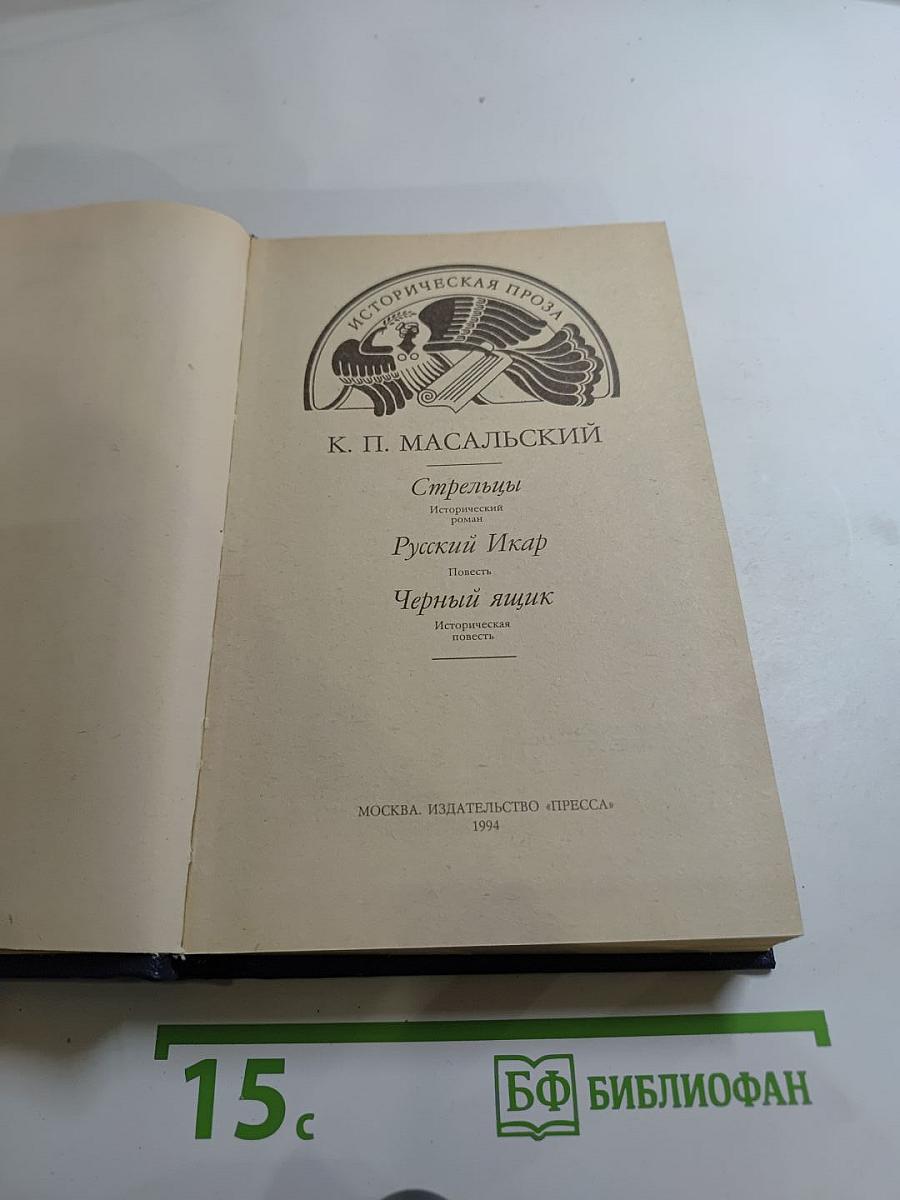 ИСТОРИЧЕСКАЯ ПРОЗА
К. П. МАСАЛЬСКИЙ
Стрельцы
Исторический
роман
Русский Икар
Повесть
Черный ящик
Историческая
повесть
МОСКВА. ИЗДАТЕЛЬСТВО «ПРЕССА»
1994
15 с
БФ БИБЛИОФАН